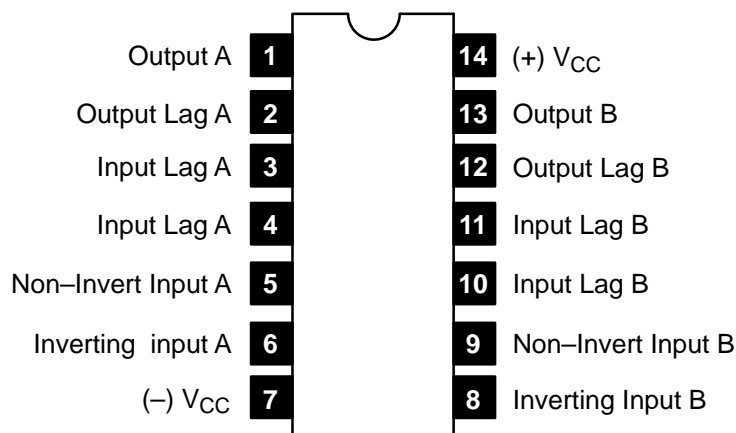 Output A 1 14 (+) VCC
Output Lag A 2 13 Output B
Input Lag A 3 12 Output Lag B
Input Lag A 4 11 Input Lag B
Non–Invert Input A 5 10 Input Lag B
Inverting input A 6 9 Non–Invert Input B
(–) VCC 7 8 Inverting Input B